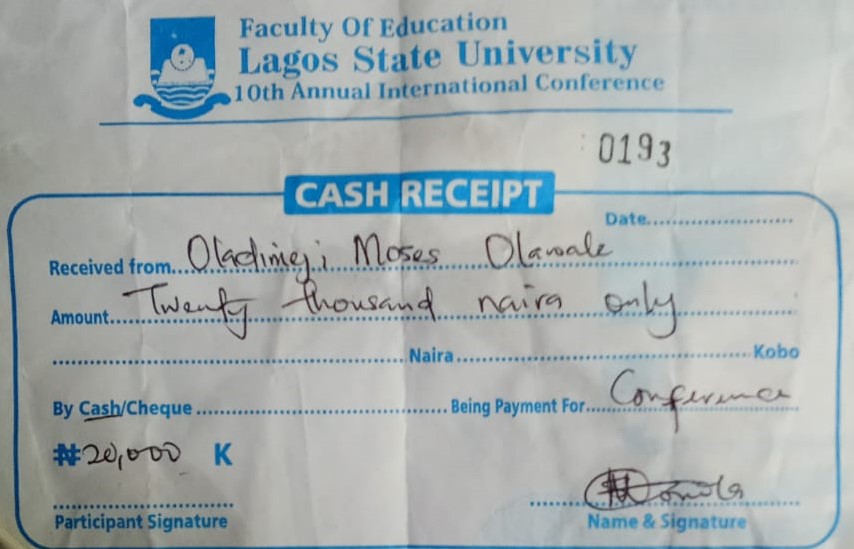 Faculty Of Education
Lagos State University
10th Annual International Conference
0193
CASH RECEIPT
Date
Received from Oladimeji Moses Olawale
Amount Twenty thousand naira only
Naira Kobo
By Cash/Cheque Being Payment For Conference
₦20,000 K
Participant Signature Name & Signature